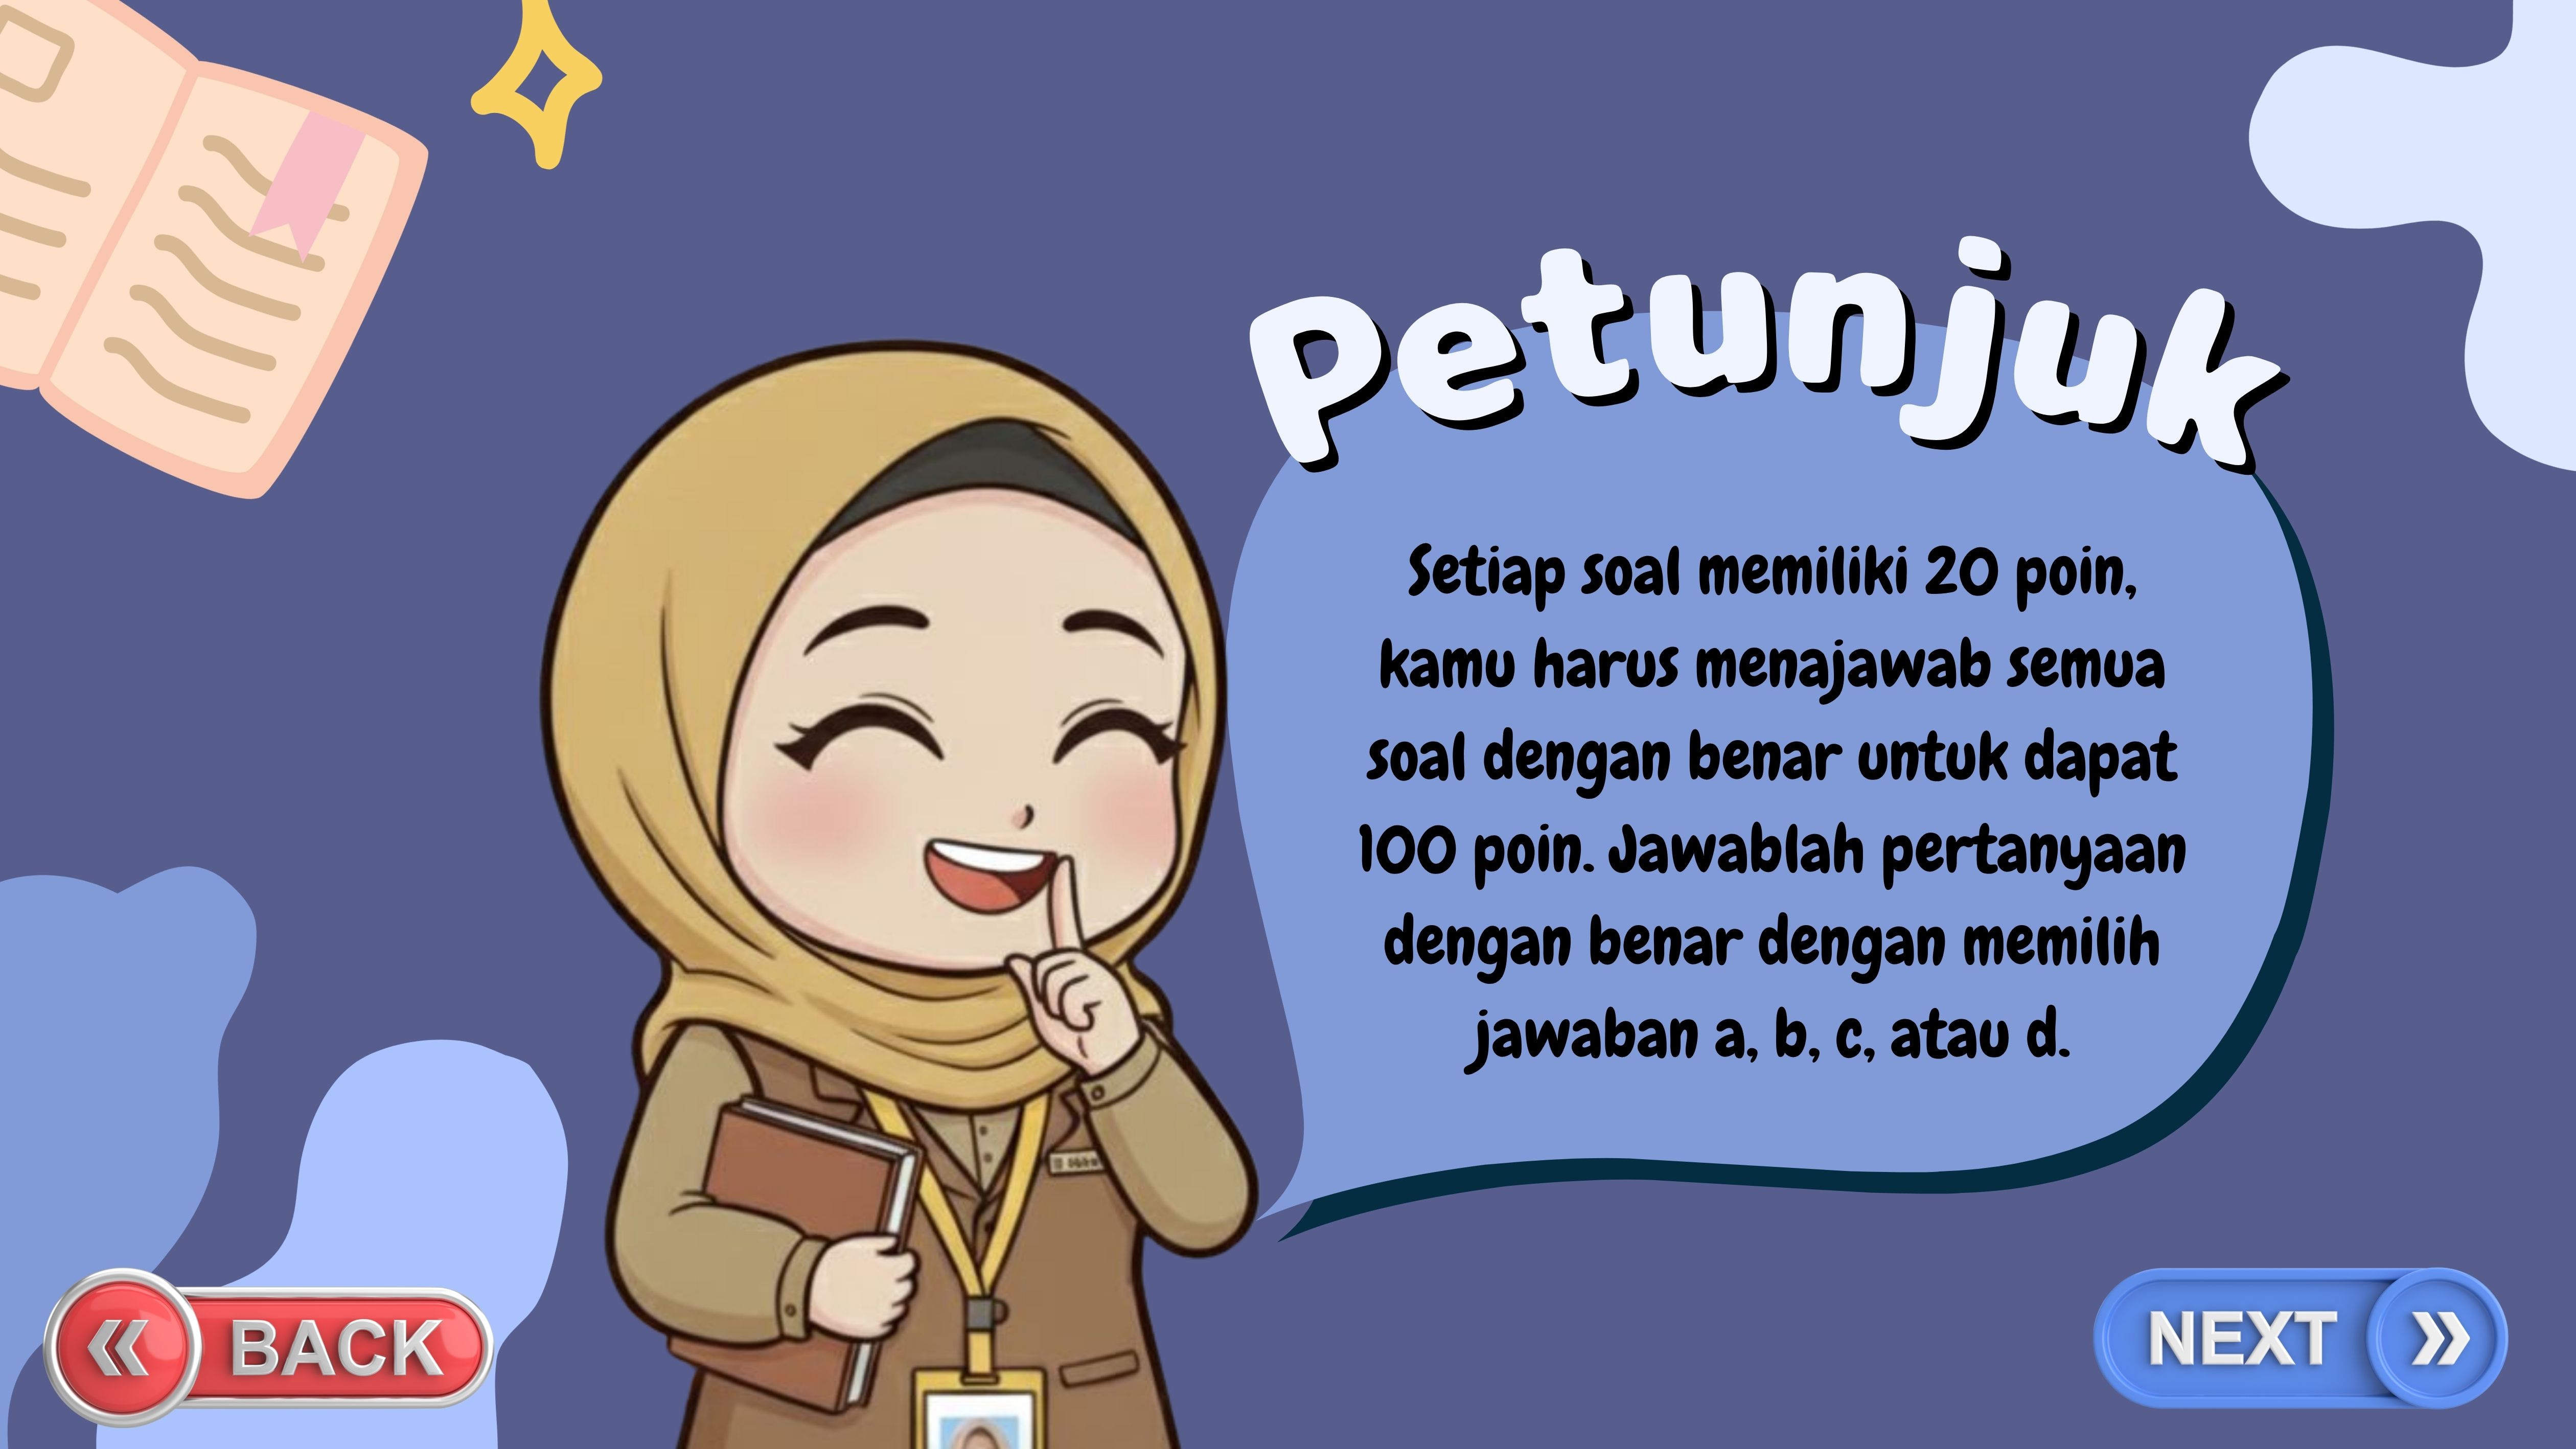 Petunjuk
Setiap soal memiliki 20 poin,
kamu harus menajawab semua
soal dengan benar untuk dapat
100 poin. Jawablah pertanyaan
dengan benar dengan memilih
jawaban a, b, c, atau d.
BACK
NEXT